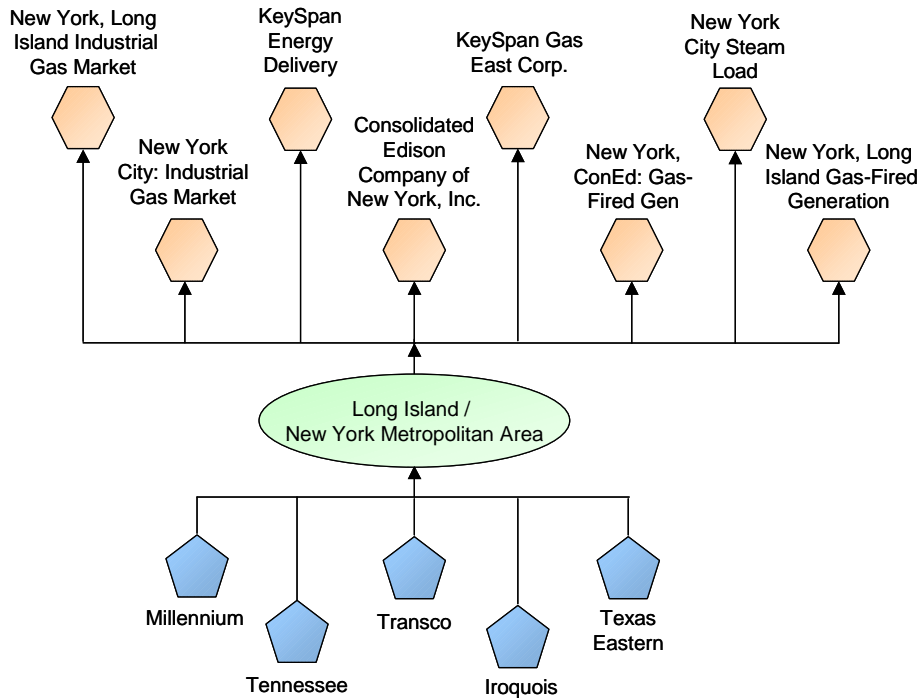 New York, Long
Island Industrial
Gas Market
KeySpan
Energy
Delivery
KeySpan Gas
East Corp.
New York
City Steam
Load
New York
City: Industrial
Gas Market
Consolidated
Edison
Company of
New York, Inc.
New York,
ConEd: Gas-
Fired Gen
New York, Long
Island Gas-Fired
Generation
Long Island /
New York Metropolitan Area
Millennium
Tennessee
Transco
Iroquois
Texas
Eastern